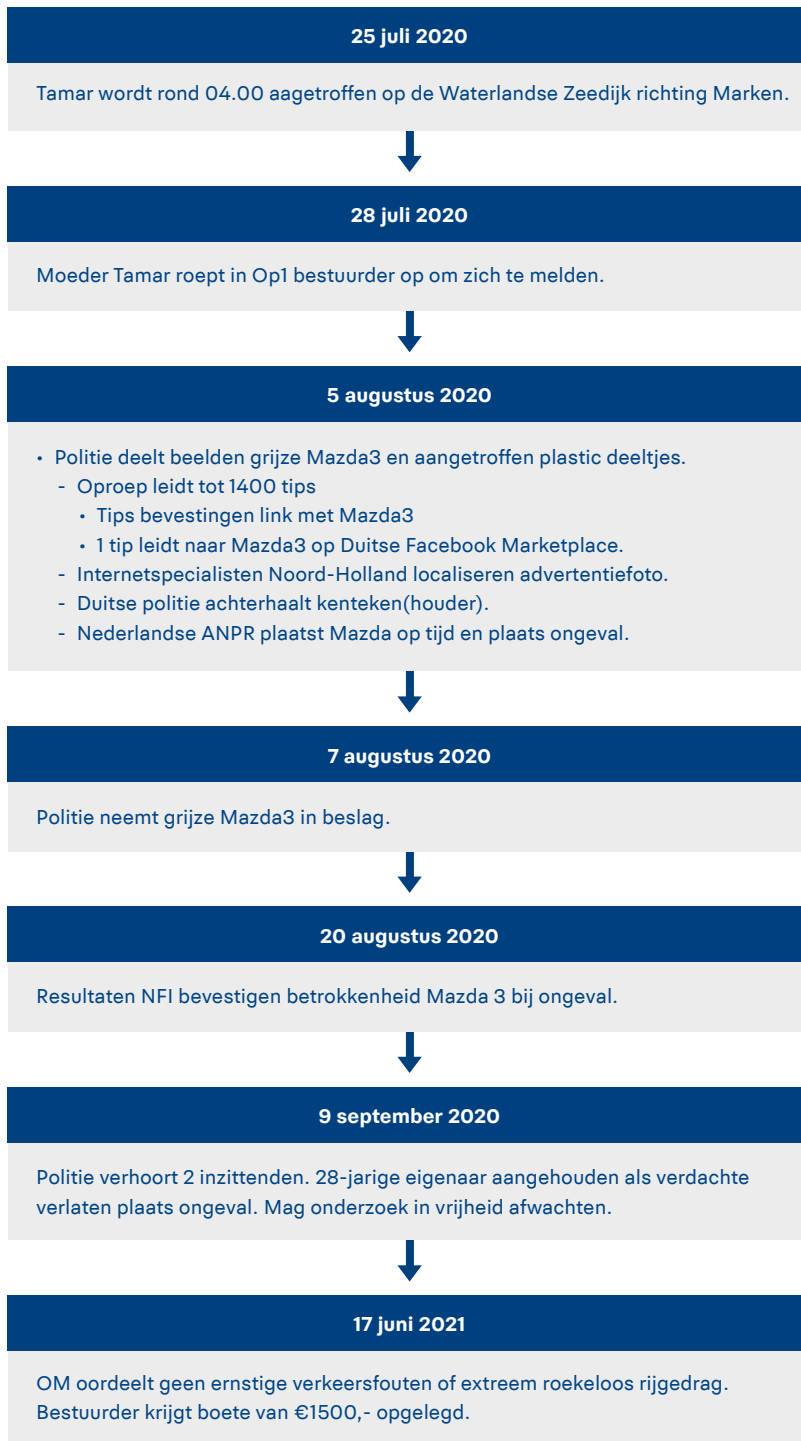 25 juli 2020
Tamar wordt rond 04.00 aagetroffen op de Waterlandse Zeedijk richting Marken.
28 juli 2020
Moeder Tamar roept in Op1 bestuurder op om zich te melden.
5 augustus 2020
• Politie deelt beelden grijze Mazda3 en aangetroffen plastic deeltjes.
- Oproep leidt tot 1400 tips
• Tips bevestingen link met Mazda3
• 1 tip leidt naar Mazda3 op Duitse Facebook Marketplace.
- Internetspecialisten Noord-Holland localiseren advertentiefoto.
- Duitse politie achterhaalt kenteken(houder).
- Nederlandse ANPR plaatst Mazda op tijd en plaats ongeval.
7 augustus 2020
Politie neemt grijze Mazda3 in beslag.
20 augustus 2020
Resultaten NFI bevestigen betrokkenheid Mazda 3 bij ongeval.
9 september 2020
Politie verhoort 2 inzittenden. 28-jarige eigenaar aangehouden als verdachte
verlaten plaats ongeval. Mag onderzoek in vrijheid afwachten.
17 juni 2021
OM oordeelt geen ernstige verkeersfouten of extreem roekeloos rijgedrag.
Bestuurder krijgt boete van €1500,- opgelegd.